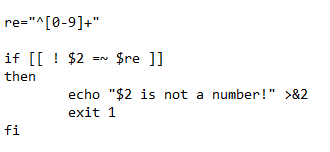 re="^[0-9]+"
if [[ ! $2 =~ $re ]]
then
echo "$2 is not a number!" >&2
exit 1
fi